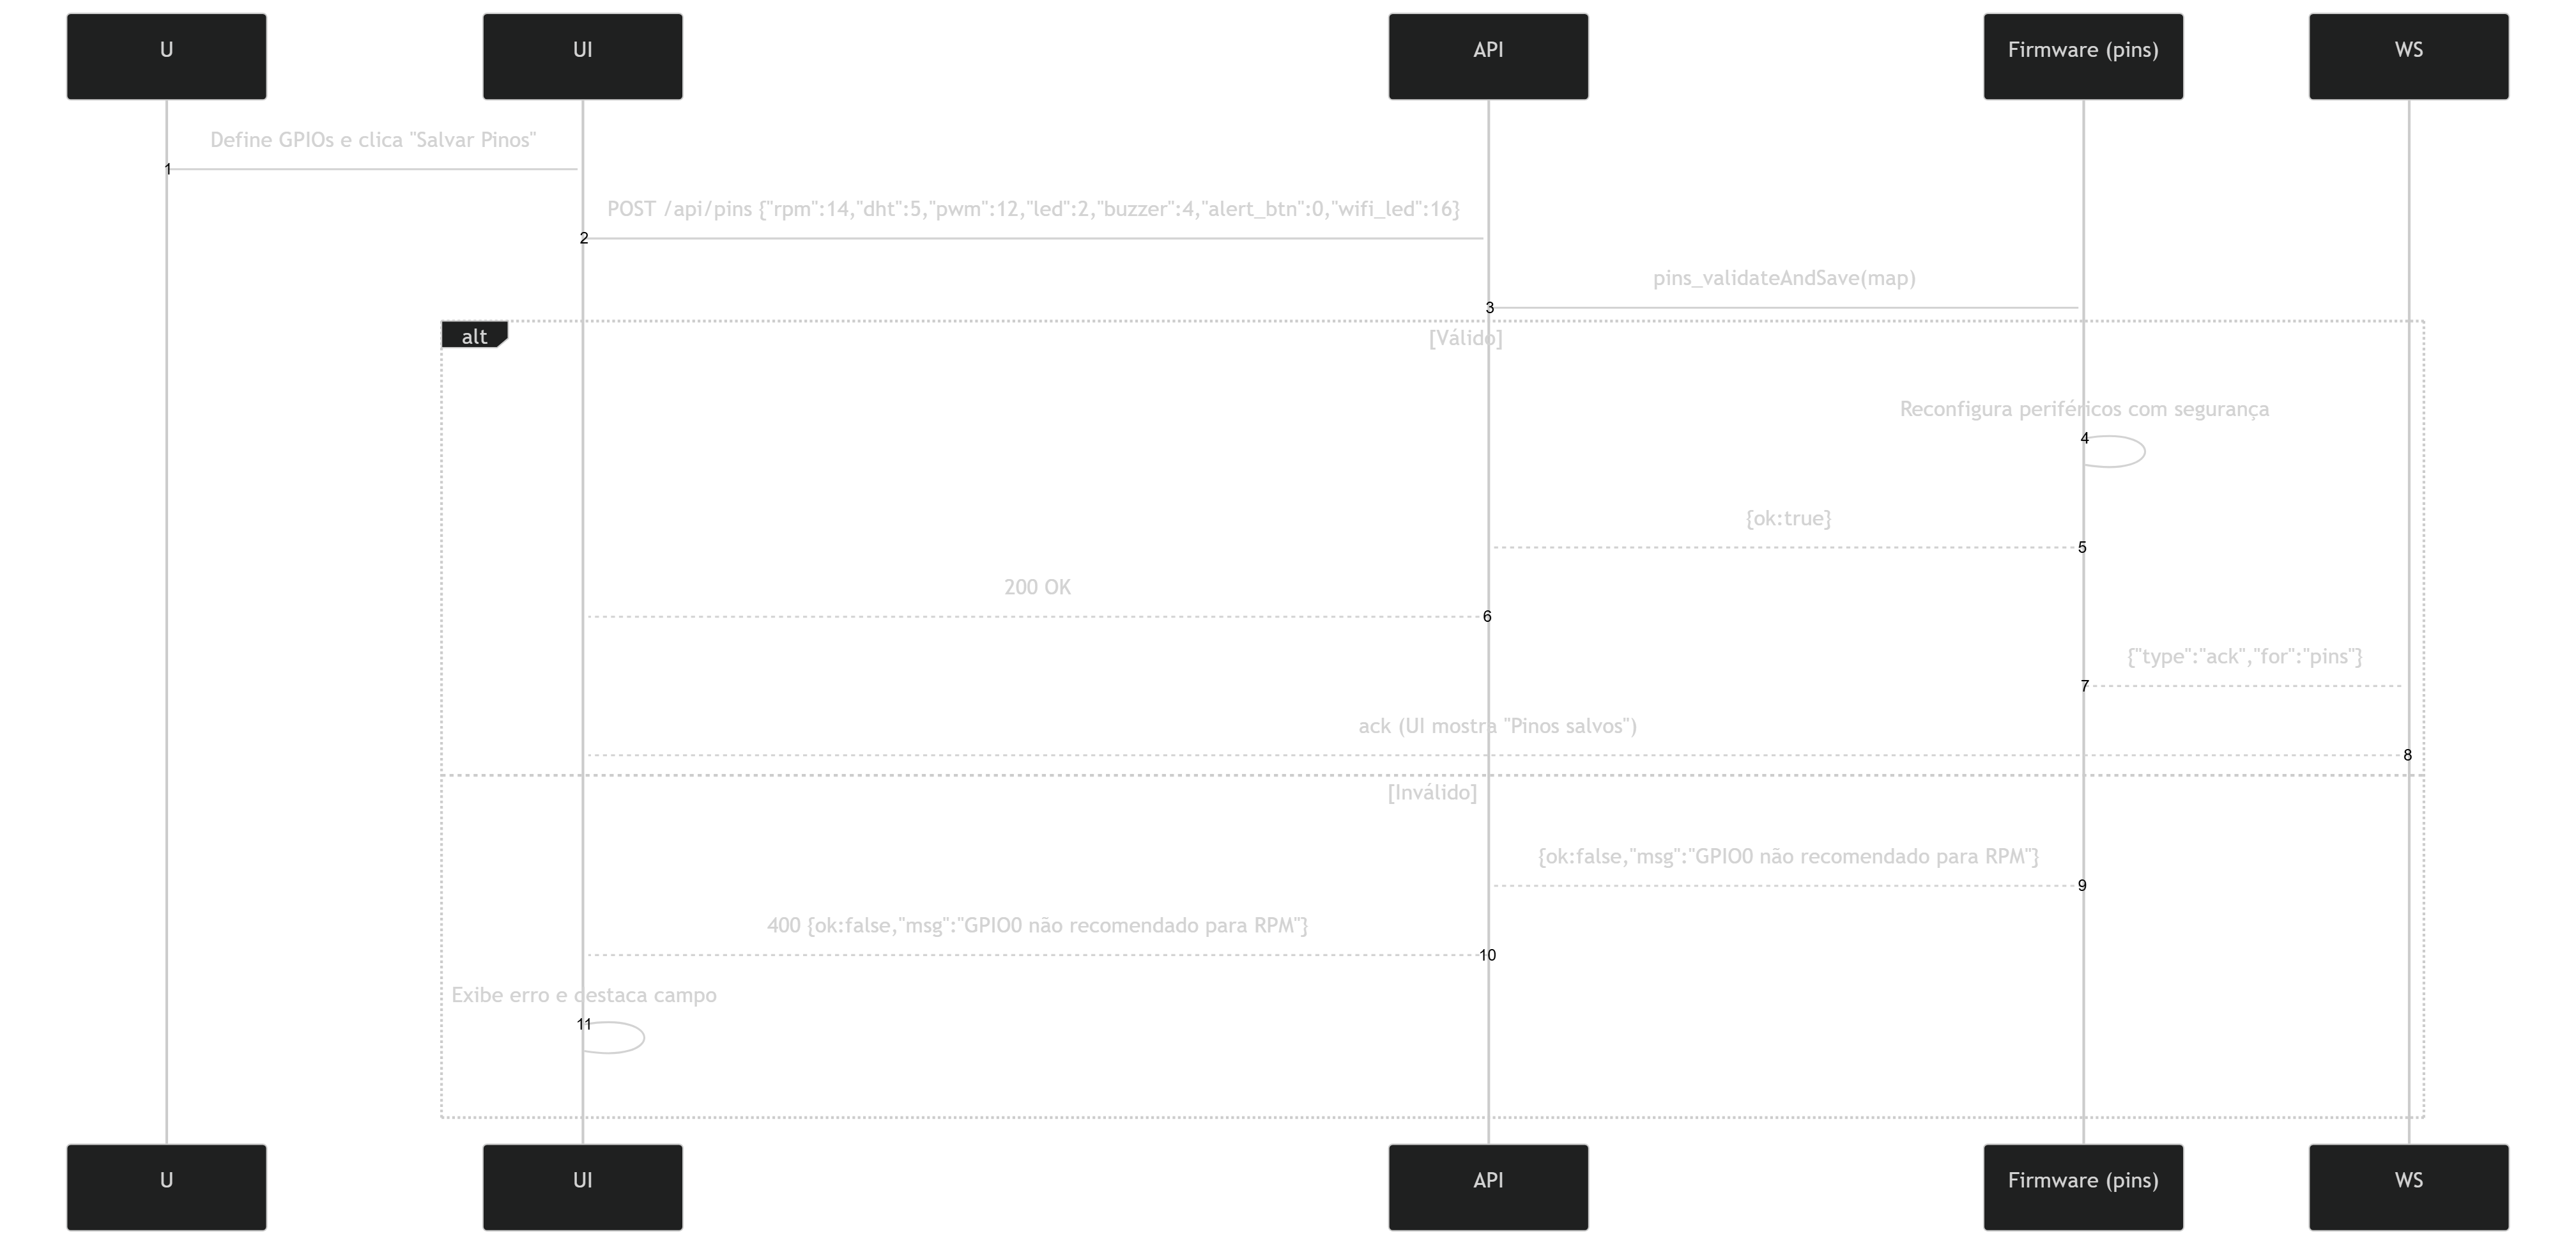 U
UI
API
Firmware (pins)
WS
Define GPIOs e clica "Salvar Pinos"
1
POST /api/pins {"rpm":14,"dht":5,"pwm":12,"led":2,"buzzer":4,"alert_btn":0,"wifi_led":16}
2
pins_validateAndSave(map)
3
alt
[Válido]
Reconfigura periféricos com segurança
4
{ok:true}
5
200 OK
6
{"type":"ack","for":"pins"}
7
ack (UI mostra "Pinos salvos")
8
[Inválido]
{ok:false,"msg":"GPIO0 não recomendado para RPM"}
9
400 {ok:false,"msg":"GPIO0 não recomendado para RPM"}
10
Exibe erro e destaca campo
11
U
UI
API
Firmware (pins)
WS